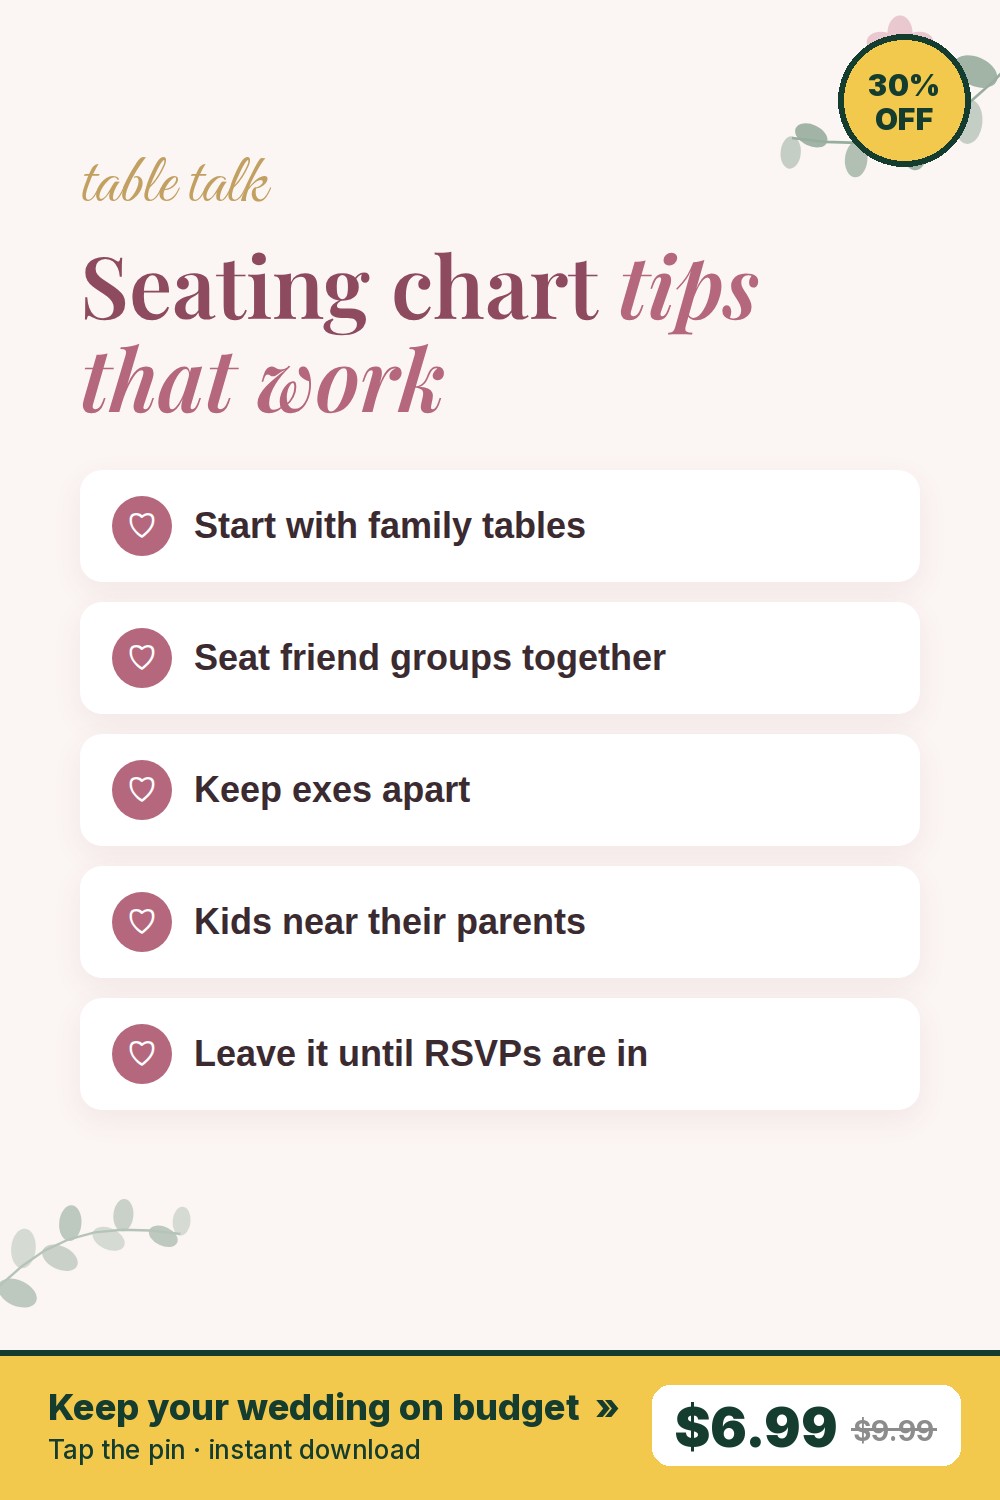 30%
OFF
table talk
Seating chart tips
that work
Start with family tables
Seat friend groups together
Keep exes apart
Kids near their parents
Leave it until RSVPs are in
Keep your wedding on budget »
Tap the pin · instant download
$6.99 $9.99